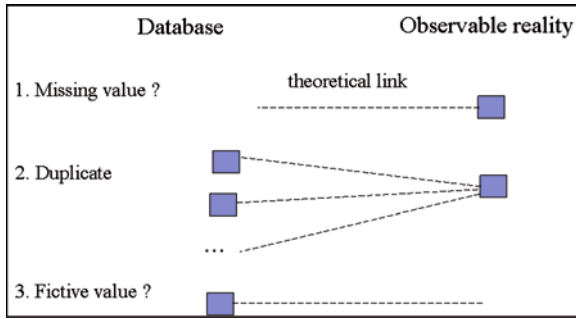 Database Observable reality
theoretical link
1. Missing value ?
2. Duplicate
...
3. Fictive value ?